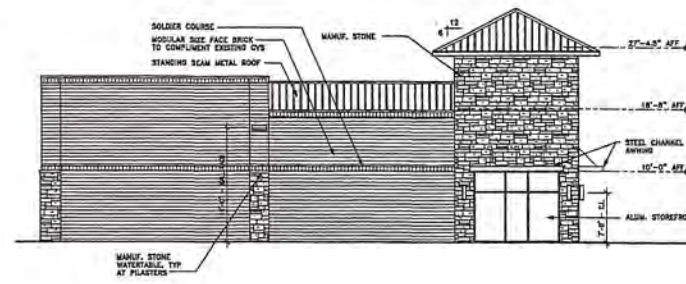 SOLDIER COURSE
MODULAR SIZE FACE BRICK
TO COMPLIMENT EXISTING CVS
STANDING SEAM METAL ROOF
MANUF. STONE
12
6
27'-4.5" AFF
18'-8" AFF
STEEL CHANNEL
AWNING
10'-0" AFF
ALUM. STOREFRO
MANUF. STONE
WATERTABLE, TYP
AT PILASTERS